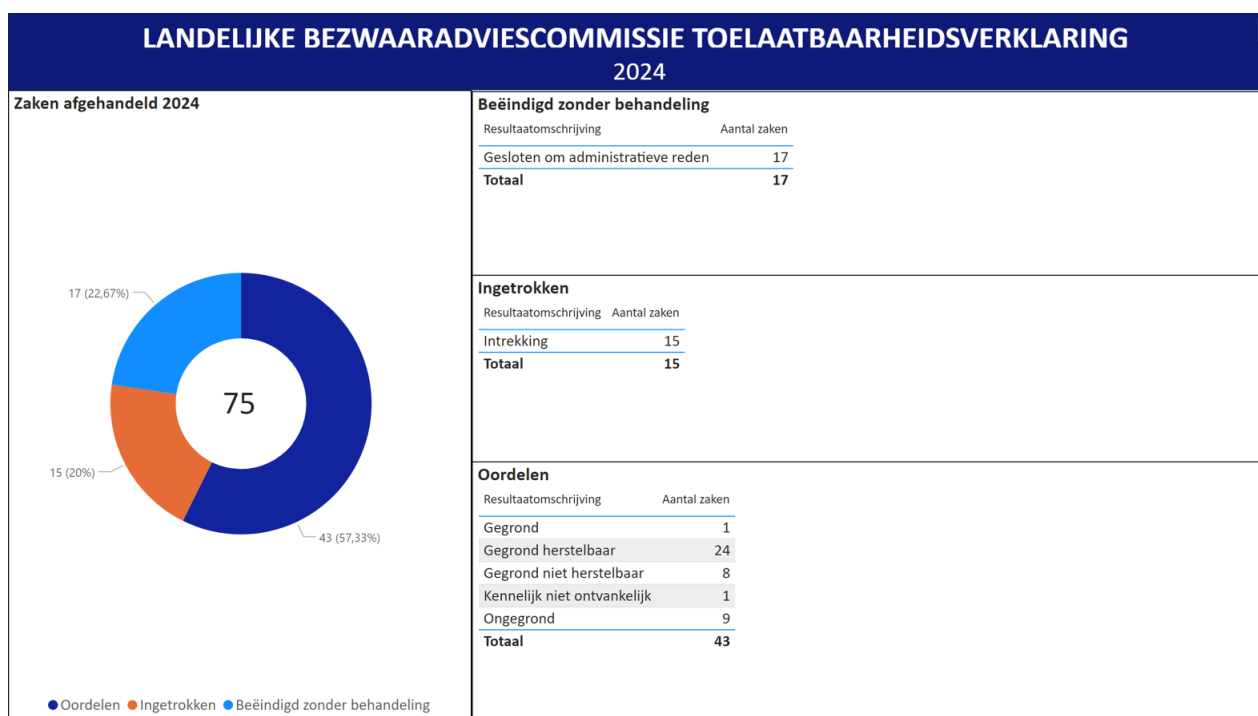 LANDELIJKE BEZWAARADVIESCOMMISSIE TOELAATBAARHEIDSVERKLARING
2024
Zaken afgehandeld 2024
17 (22,67%)
75
15 (20%)
43 (57,33%)
Oordelen Ingetrokken Beëindigd zonder behandeling
Beëindigd zonder behandeling
Resultaatomschrijving Aantal zaken
Gesloten om administratieve reden 17
Totaal 17
Ingetrokken
Resultaatomschrijving Aantal zaken
Intrekking 15
Totaal 15
Oordelen
Resultaatomschrijving Aantal zaken
Gegrond 1
Gegrond herstelbaar 24
Gegrond niet herstelbaar 8
Kennelijk niet ontvankelijk 1
Ongegrond 9
Totaal 43